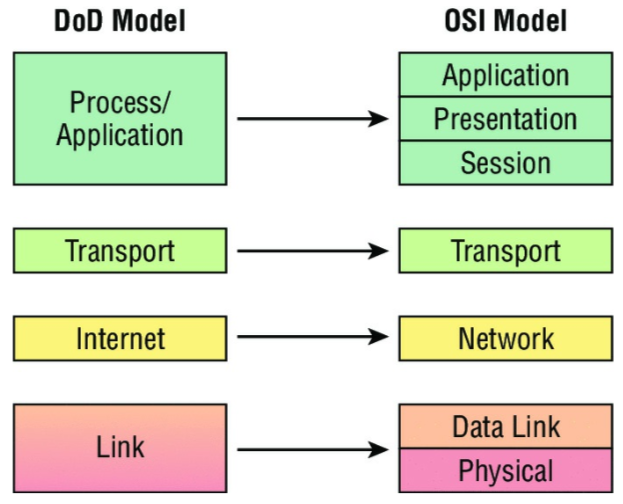 DoD Model
OSI Model
Process/
Application
Application
Presentation
Session
Transport
Transport
Internet
Network
Link
Data Link
Physical